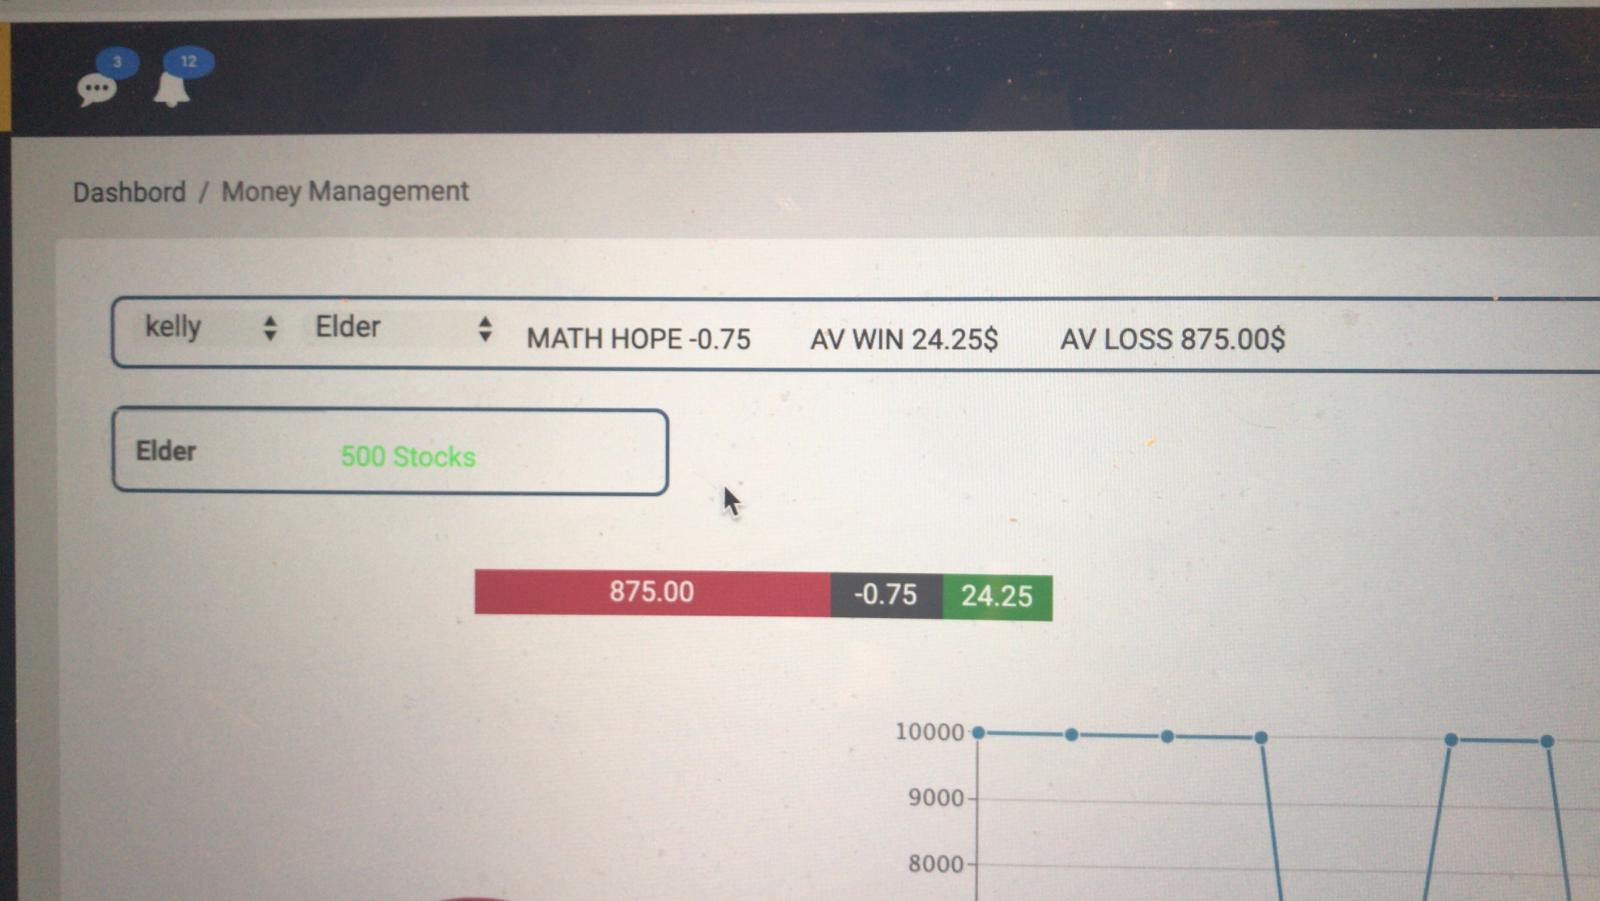 3 12
Dashbord / Money Management
kelly Elder MATH HOPE -0.75 AV WIN 24.25$ AV LOSS 875.00$
Elder 500 Stocks
875.00 -0.75 24.25
10000
9000
8000